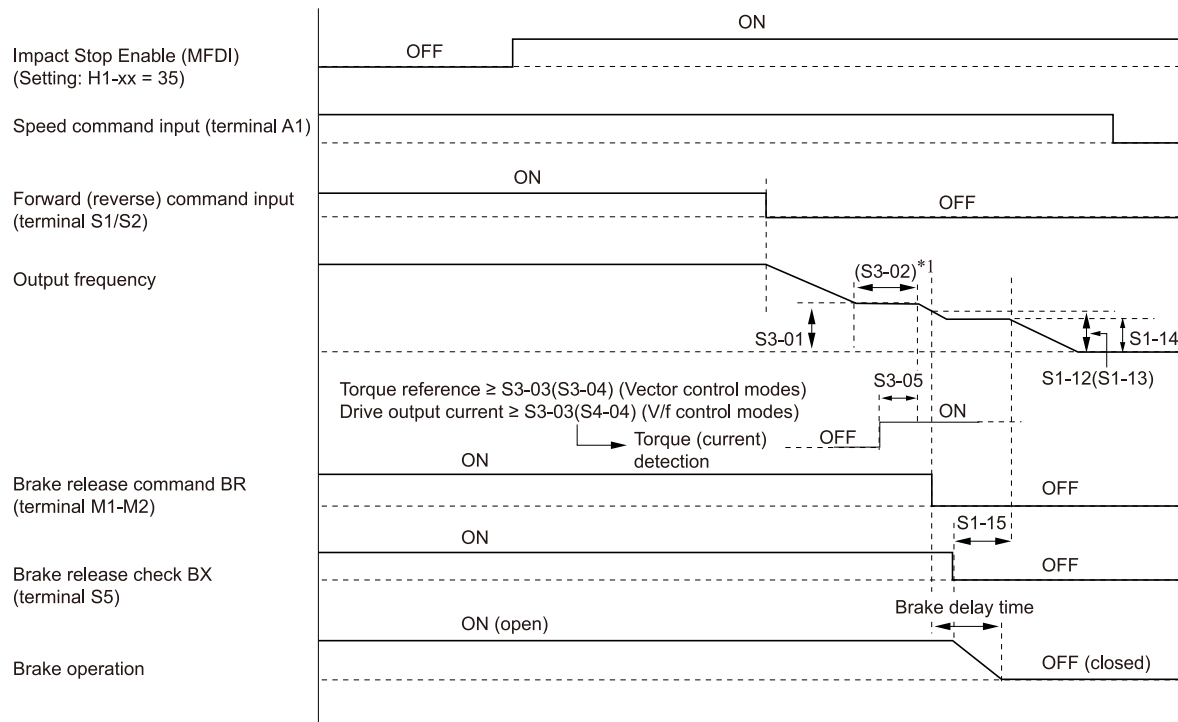 ON
Impact Stop Enable (MFDI)
(Setting: H1-xx = 35)
OFF
Speed command input (terminal A1)
Forward (reverse) command input
(terminal S1/S2)
ON
OFF
Output frequency
(S3-02)*1
S3-01
S1-14
S1-12(S1-13)
Torque reference ≥ S3-03(S3-04) (Vector control modes)
Drive output current ≥ S3-03(S4-04) (V/f control modes)
S3-05
Torque (current)
detection
OFF
ON
Brake release command BR
(terminal M1-M2)
ON
OFF
S1-15
Brake release check BX
(terminal S5)
ON
OFF
Brake delay time
Brake operation
ON (open)
OFF (closed)